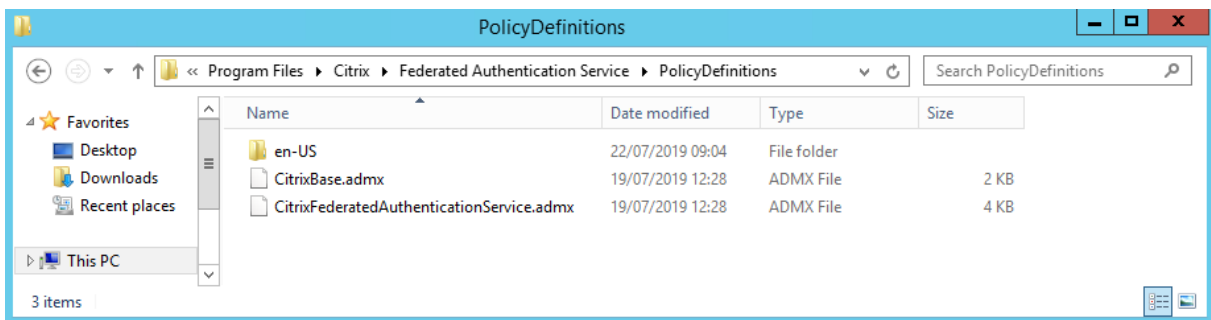 PolicyDefinitions
« Program Files ▸ Citrix ▸ Federated Authentication Service ▸ PolicyDefinitions
Search PolicyDefinitions
Name Date modified Type Size
Favorites
Desktop
Downloads
Recent places
This PC
en-US 22/07/2019 09:04 File folder
CitrixBase.admx 19/07/2019 12:28 ADMX File 2 KB
CitrixFederatedAuthenticationService.admx 19/07/2019 12:28 ADMX File 4 KB
3 items